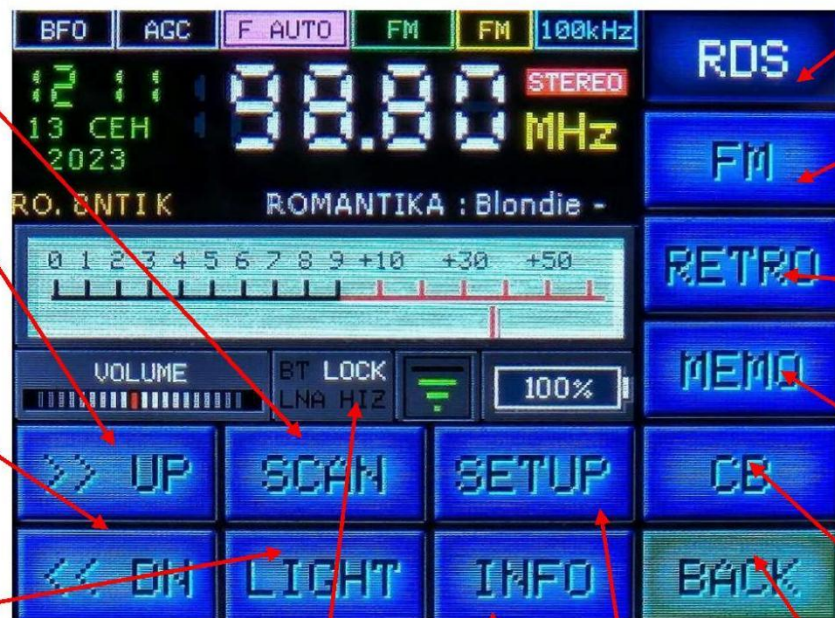 BFO AGC F AUTO FM FM 100kHz
RDS
12 11 98.80 STEREO
MHz
13 СЕН
2023
FM
RO. 8NTI K ROMANTIKA : Blondie -
0 1 2 3 4 5 6 7 8 9 +10 +30 +50
RETRO
VOLUME BT LOCK
LNA HIZ
100%
MEMO
>> UP SCAN SETUP CB
<< DN LIGHT INFO BACK